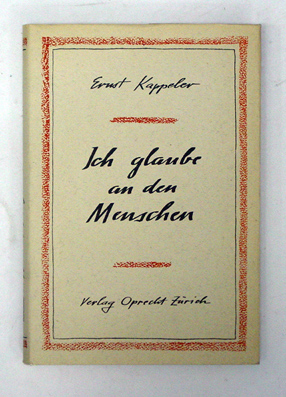 Ernst Kappeler
Ich glaube
an den
Menschen
Verlag Oprecht Zürich